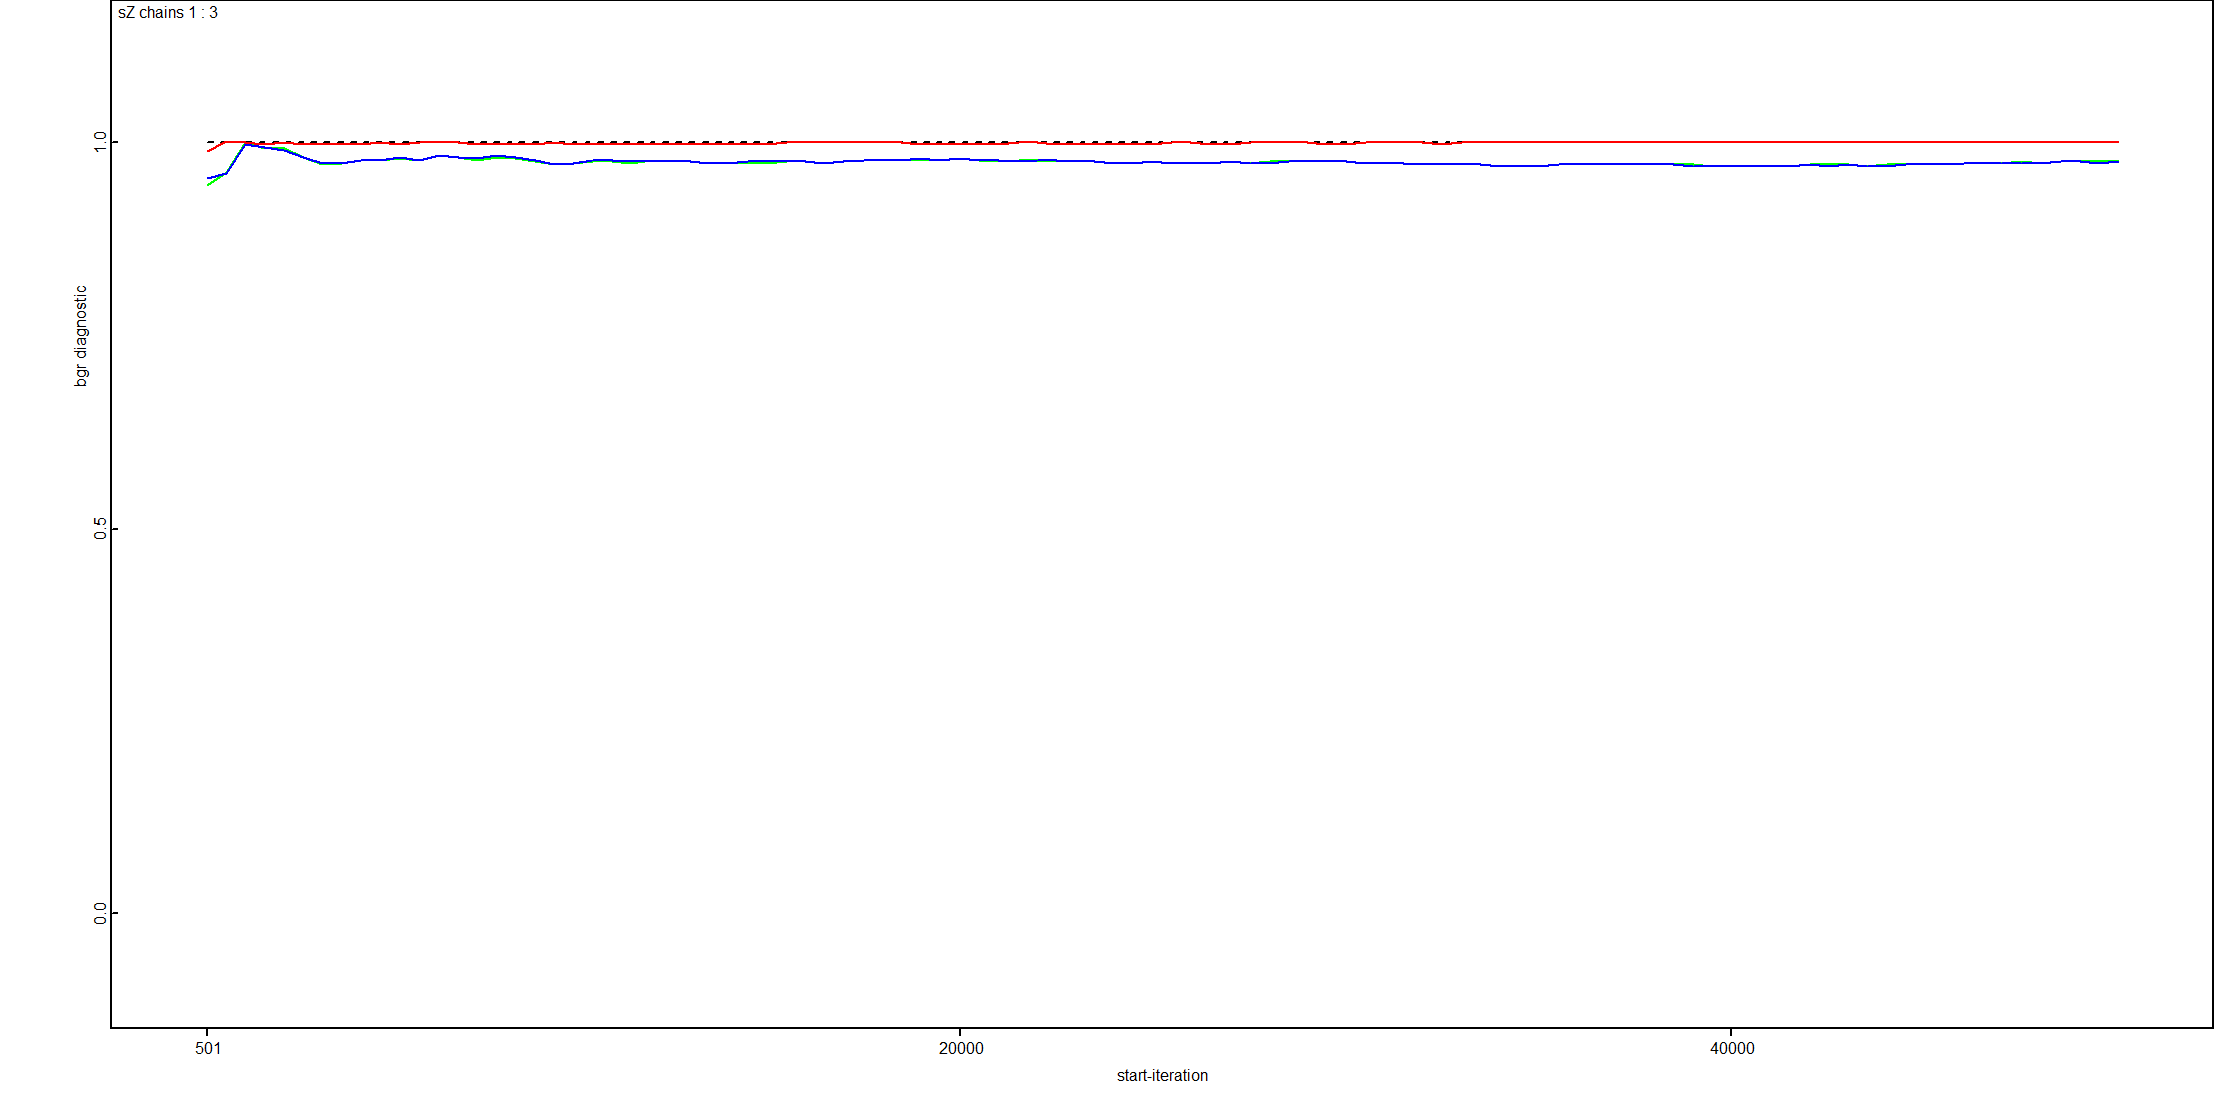 sZ chains 1 : 3
1.0
bgr diagnostic
0.5
0.0
501
20000
40000
start-iteration